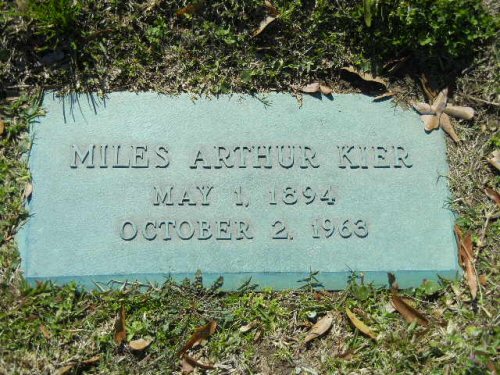 MILES ARTHUR KIER
MAY 1, 1894
OCTOBER 2, 1963